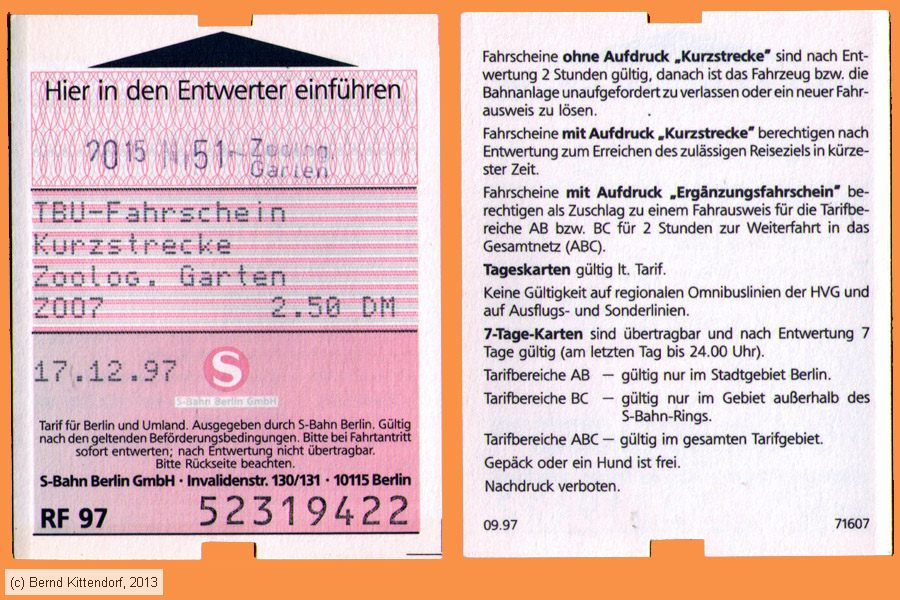 Hier in den Entwerter einführen
2015 51 Zoolog.
Garten
TBU-Fahrschein
Kurzstrecke
Zoolog. Garten
Z007 2.50 DM
17.12.97
S
S-Bahn Berlin GmbH
Tarif für Berlin und Umland. Ausgegeben durch S-Bahn Berlin. Gültig
nach den geltenden Beförderungsbedingungen. Bitte bei Fahrtantritt
sofort entwerten; nach Entwertung nicht übertragbar.
Bitte Rückseite beachten.
S-Bahn Berlin GmbH · Invalidenstr. 130/131 · 10115 Berlin
RF 97 52319422
Fahrscheine ohne Aufdruck „Kurzstrecke" sind nach Ent-
wertung 2 Stunden gültig, danach ist das Fahrzeug bzw. die
Bahnanlage unaufgefordert zu verlassen oder ein neuer Fahr-
ausweis zu lösen.
Fahrscheine mit Aufdruck „Kurzstrecke" berechtigen nach
Entwertung zum Erreichen des zulässigen Reiseziels in kürze-
ster Zeit.
Fahrscheine mit Aufdruck „Ergänzungsfahrschein" be-
rechtigen als Zuschlag zu einem Fahrausweis für die Tarifbe-
reiche AB bzw. BC für 2 Stunden zur Weiterfahrt in das
Gesamtnetz (ABC).
Tageskarten gültig lt. Tarif.
Keine Gültigkeit auf regionalen Omnibuslinien der HVG und
auf Ausflugs- und Sonderlinien.
7-Tage-Karten sind übertragbar und nach Entwertung 7
Tage gültig (am letzten Tag bis 24.00 Uhr).
Tarifbereiche AB – gültig nur im Stadtgebiet Berlin.
Tarifbereiche BC – gültig nur im Gebiet außerhalb des
S-Bahn-Rings.
Tarifbereiche ABC – gültig im gesamten Tarifgebiet.
Gepäck oder ein Hund ist frei.
Nachdruck verboten.
09.97 71607
(c) Bernd Kittendorf, 2013